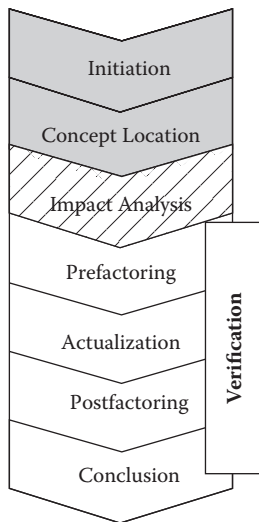 Initiation
Concept Location
Impact Analysis
Prefactoring
Actualization
Postfactoring
Conclusion
Verification